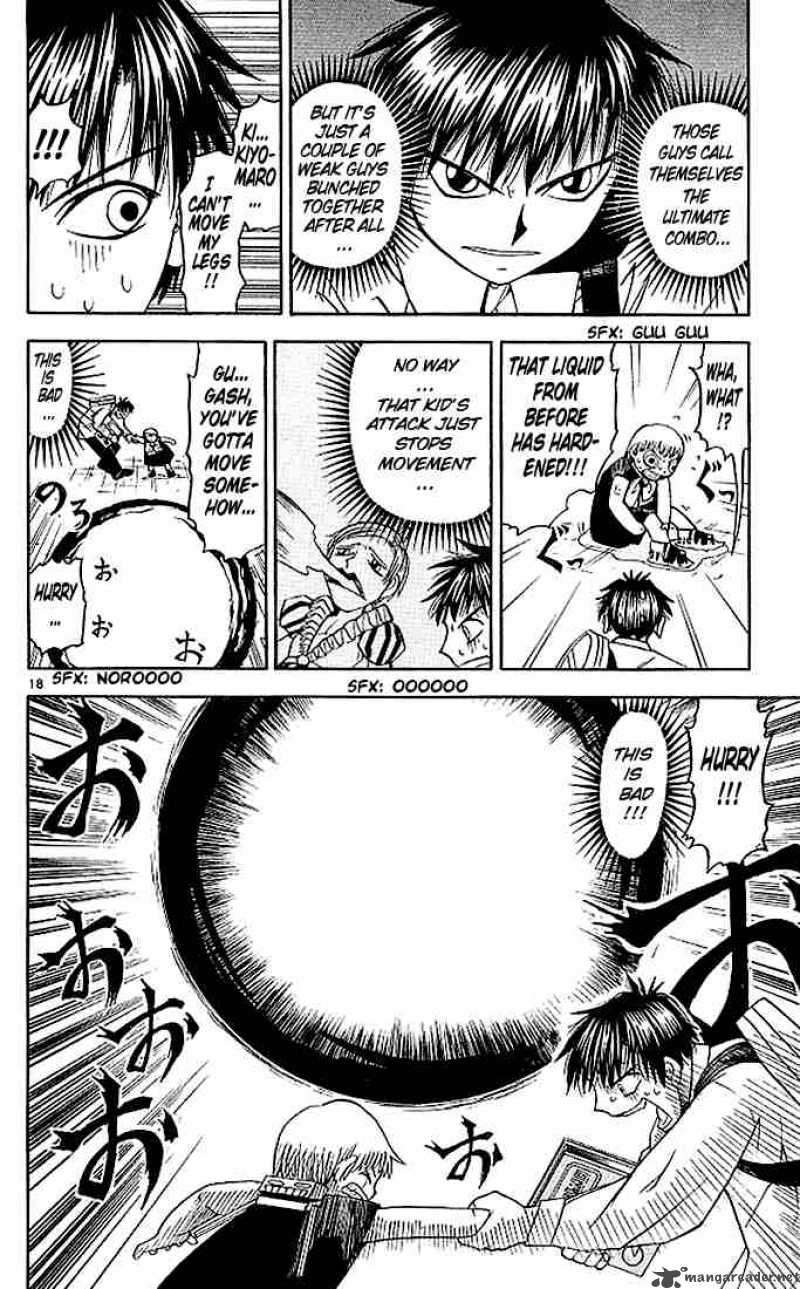 THOSE
GUYS CALL
THEMSELVES
THE
ULTIMATE
COMBO...
BUT IT'S
JUST A
COUPLE OF
WEAK GUYS
BUNCHED
TOGETHER
AFTER ALL
...
KI...
KIYO-
MARO
...
I
CAN'T
MOVE
MY
LEGS
!!
!!!
SFX: GUU GUU
WHA,
WHAT
!?
THAT LIQUID
FROM
BEFORE
HAS HARD-
ENED!!!
NO WAY
...
THAT KID'S
ATTACK JUST
STOPS
MOVEMENT
...
GU...
GASH,
YOU'VE
GOTTA
MOVE
SOME-
HOW...
THIS
IS
BAD
...
HURRY
...
のろ
お
お
お
18
SFX: NOROOOO
SFX: OOOOOO
HURRY
!!!
THIS
IS
BAD!!!
お
お
お
お
お
お
mangareader.net